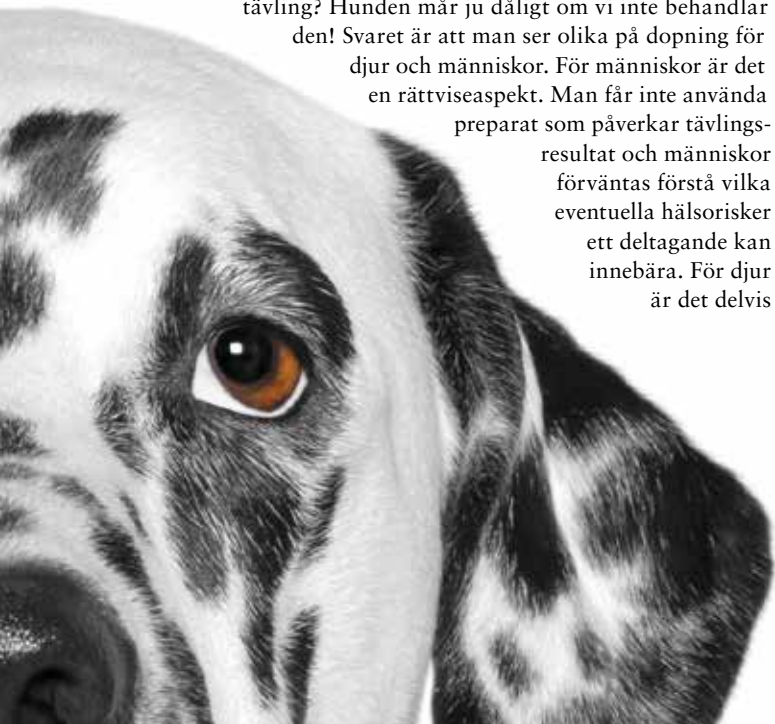 tävling? Hunden mår ju dåligt om vi inte behandlar
den! Svaret är att man ser olika på dopning för
djur och människor. För människor är det
en rättviseaspekt. Man får inte använda
preparat som påverkar tävlings-
resultat och människor
förväntas förstå vilka
eventuella hälsorisker
ett deltagande kan
innebära. För djur
är det delvis